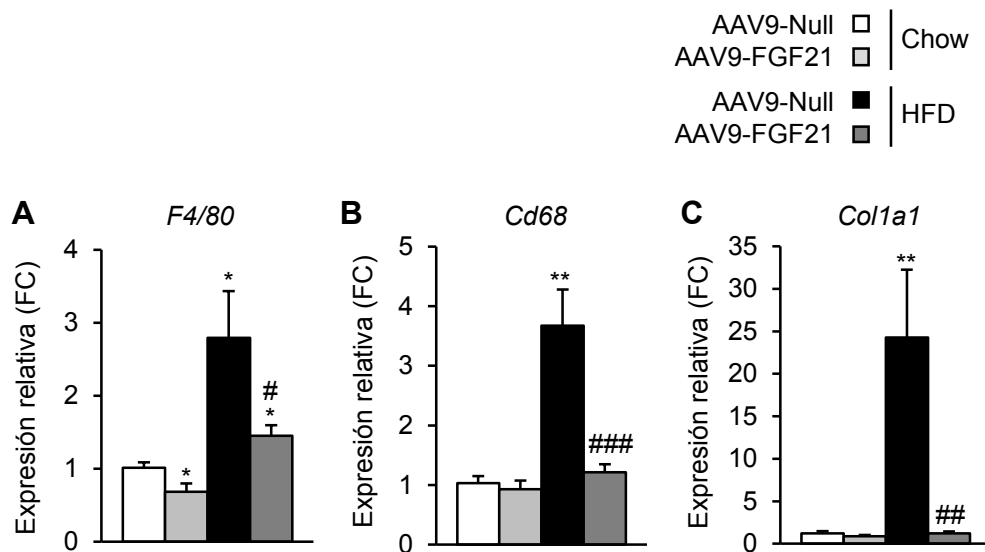 AAV9-Null Chow
AAV9-FGF21
AAV9-Null HFD
AAV9-FGF21
A F4/80
Expresión relativa (FC)
4
3
2
1
0
*
*
#
*
B Cd68
Expresión relativa (FC)
5
4
3
2
1
0
**
###
C Col1a1
Expresión relativa (FC)
35
30
25
20
15
10
5
0
**
##